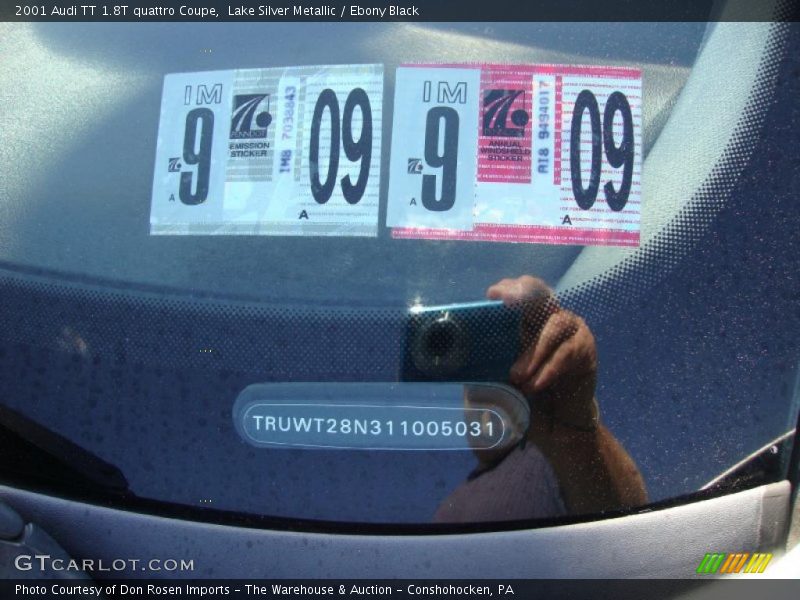 2001 Audi TT 1.8T quattro Coupe, Lake Silver Metallic / Ebony Black
IM
9
A
EMISSION
STICKER
1M8 7038843
09
A
IM
9
A
ANNUAL
WINDSHIELD
STICKER
AI8 9494017
09
A
TRUWT28N311005031
GTCARLOT.COM
Photo Courtesy of Don Rosen Imports - The Warehouse & Auction - Conshohocken, PA